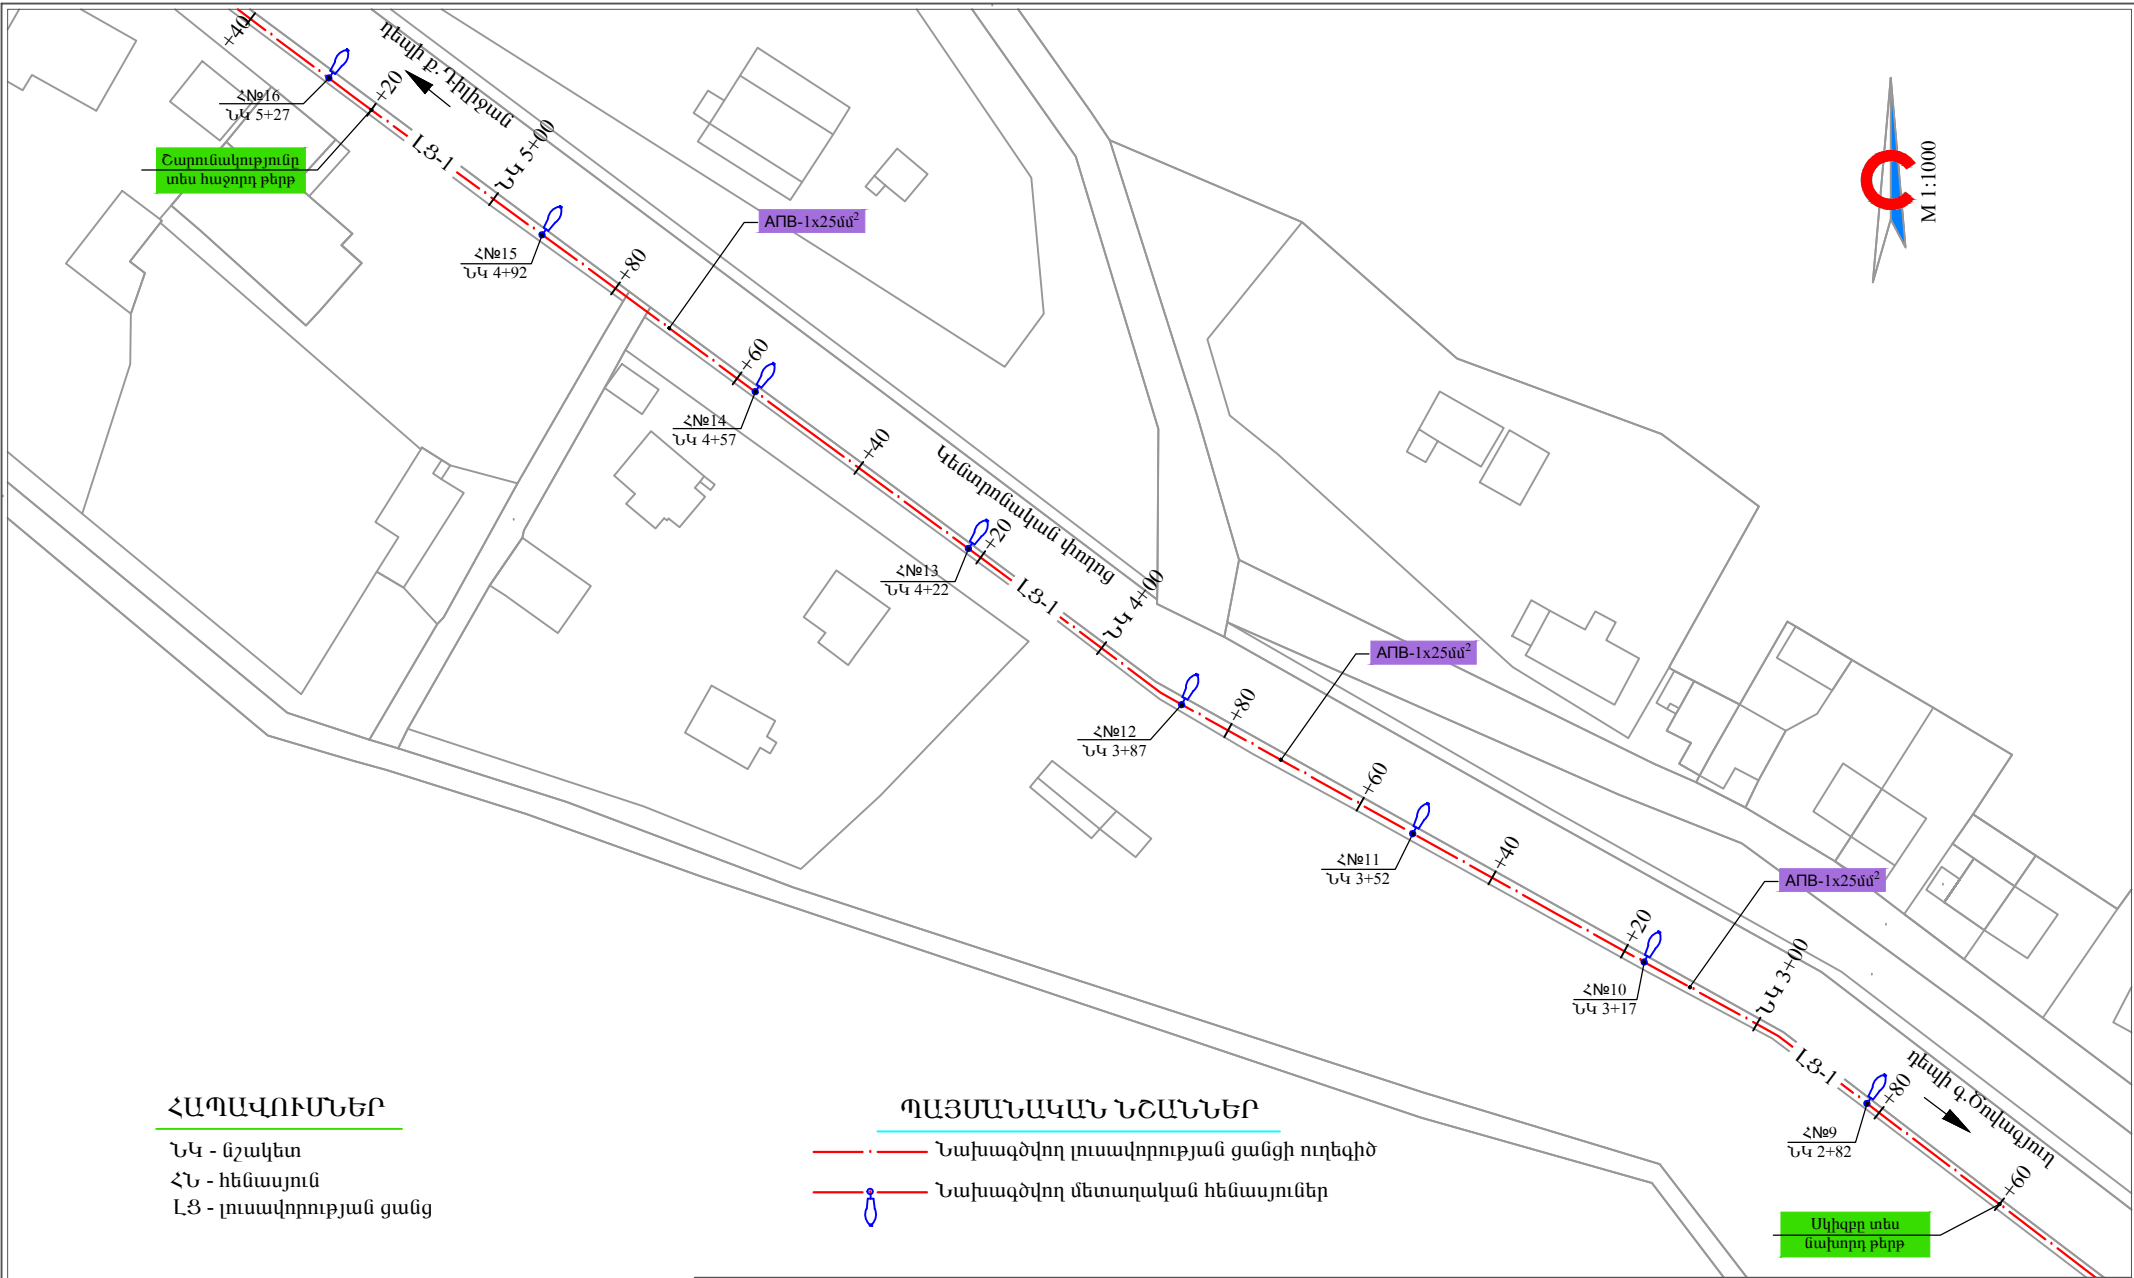 +40
դեպի ք. Դիլիջան
ՀՆº16
ՆԿ 5+27
+20
Շարունակությունը
տես հաջորդ թերթ
ԼՑ-1
ՆԿ 5+00
M 1:1000
АПВ-1x25մմ²
Հ№15
ՆԿ 4+92
+80
+60
Հ№14
ՆԿ 4+57
+40
Կենտրոնական փողոց
+20
Հ№13
ՆԿ 4+22
ԼՑ-1
ՆԿ 4+00
АПВ-1x25մմ²
Հ№12
ՆԿ 3+87
+80
+60
Հ№11
ՆԿ 3+52
+40
АПВ-1x25մմ²
+20
Հ№10
ՆԿ 3+17
ՆԿ 3+00
ԼՑ-1
դեպի գ.Ծովագյուղ
+80
Հ№9
ՆԿ 2+82
+60
Սկիզբը տես
նախորդ թերթ
ՀԱՊԱՎՈՒՄՆԵՐ
ՆԿ - նշակետ
ՀՆ - հենասյուն
ԼՑ - լուսավորության ցանց
ՊԱՅՄԱՆԱԿԱՆ ՆՇԱՆՆԵՐ
Նախագծվող լուսավորության ցանցի ուղեգիծ
Նախագծվող մետաղական հենասյուներ